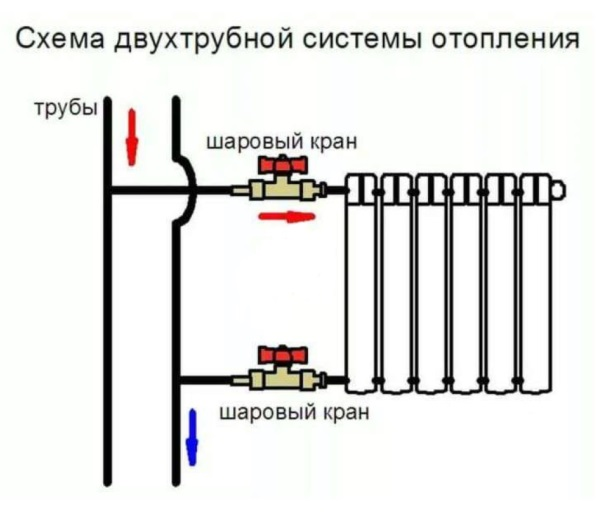 Схема двухтрубной системы отопления
трубы
шаровый кран
шаровый кран